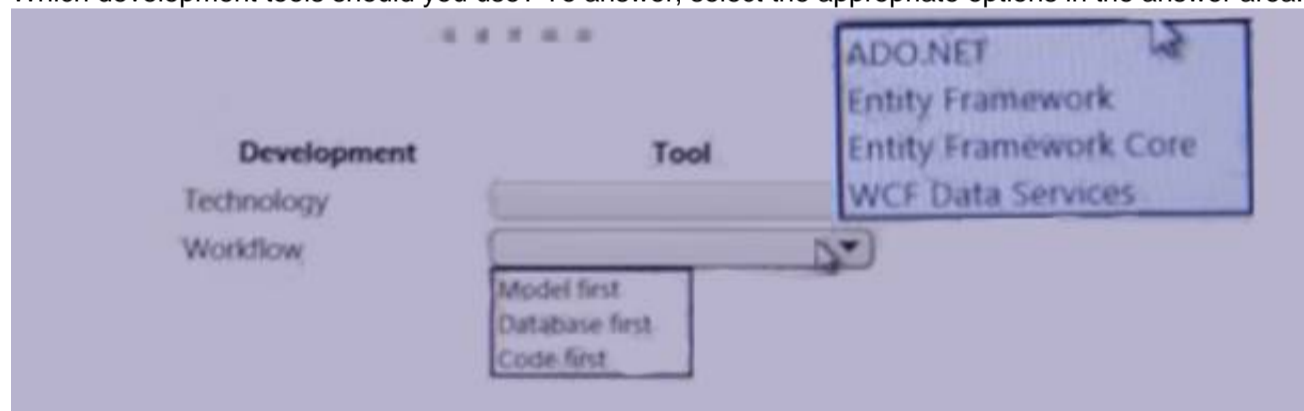 Which development tools should you use? To answer, select the appropriate options in the answer area.
ADO.NET
Entity Framework
Entity Framework Core
WCF Data Services
Development Tool
Technology
Workflow
Model first
Database first
Code first